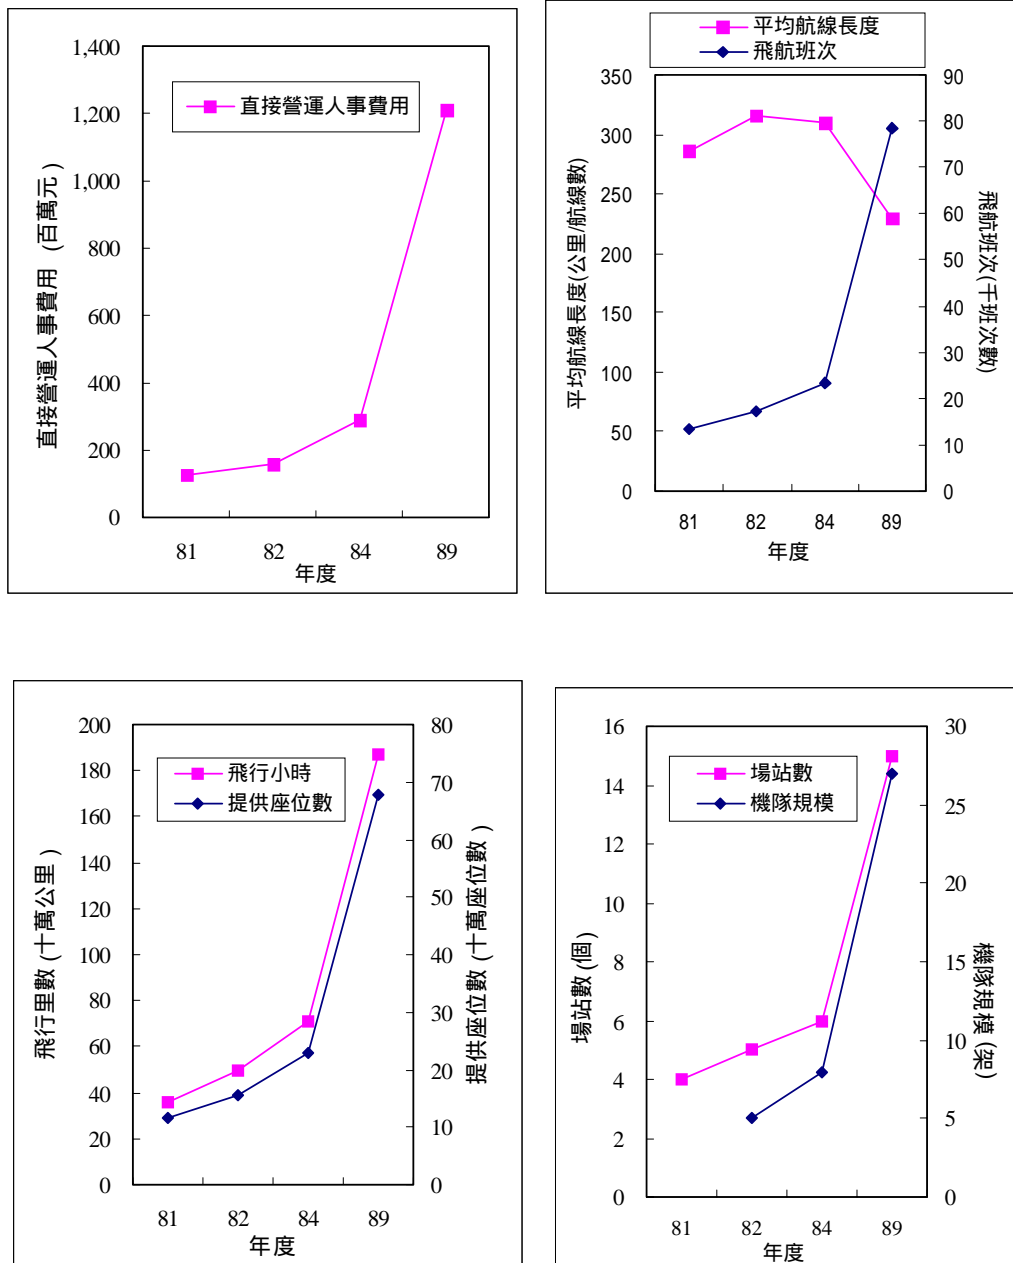 直接營運人事費用 (百萬元 )
1,400
1,200
1,000
800
600
400
200
0
直接營運人事費用
81 82 84 89
年度
平均航線長度
飛航班次
平均航線長度(公里/航線數)
350
300
250
200
150
100
50
0
90
80
70
60
50
40
30
20
10
0
飛航班次(千班次數)
81 82 84 89
年度
飛行里數 (十萬公里 )
200
180
160
140
120
100
80
60
40
20
0
飛行小時
提供座位數
80
70
60
50
40
30
20
10
0
提供座位數 (十萬座位數 )
81 82 84 89
年度
場站數 (個)
16
14
12
10
8
6
4
2
0
場站數
機隊規模
30
25
20
15
10
5
0
機隊規模 (架)
81 82 84 89
年度